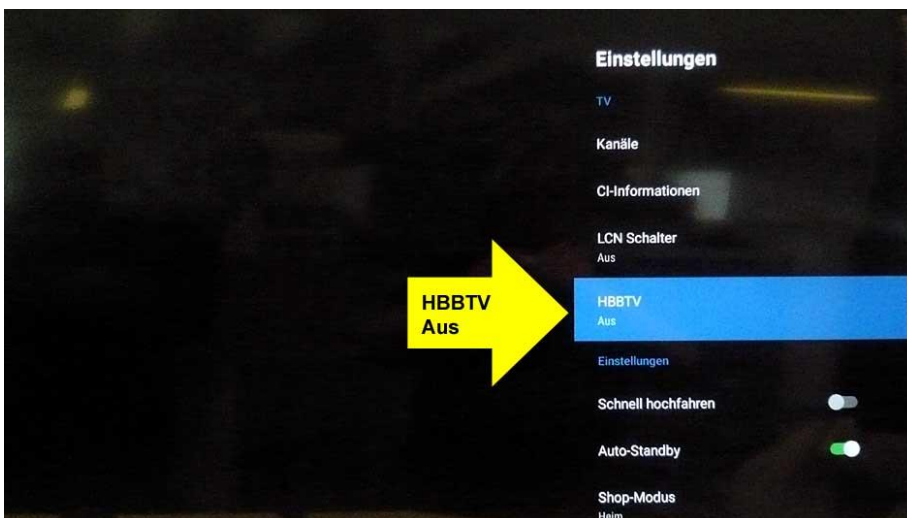 Einstellungen
TV
Kanäle
CI-Informationen
LCN Schalter
Aus
HBBTV
Aus
HBBTV
Aus
Einstellungen
Schnell hochfahren
Auto-Standby
Shop-Modus
Heim